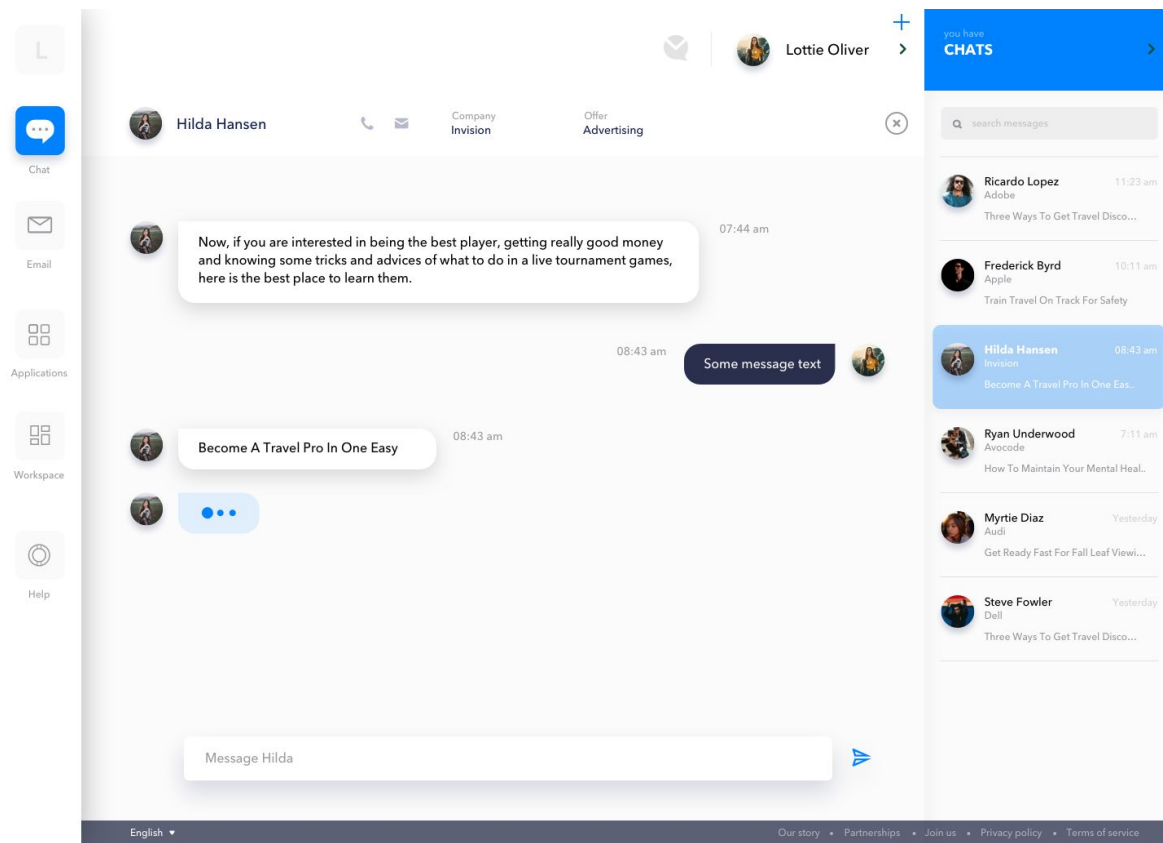 L
Chat
Email
Applications
Workspace
Help
Lottie Oliver
Hilda Hansen
Company
Invision
Offer
Advertising
Now, if you are interested in being the best player, getting really good money
and knowing some tricks and advices of what to do in a live tournament games,
here is the best place to learn them.
07:44 am
08:43 am
Some message text
Become A Travel Pro In One Easy
08:43 am
Message Hilda
you have
CHATS
search messages
Ricardo Lopez 11:23 am
Adobe
Three Ways To Get Travel Disco...
Frederick Byrd 10:11 am
Apple
Train Travel On Track For Safety
Hilda Hansen 08:43 am
Invision
Become A Travel Pro In One Eas..
Ryan Underwood 7:11 am
Avocode
How To Maintain Your Mental Heal..
Myrtie Diaz Yesterday
Audi
Get Ready Fast For Fall Leaf Viewi...
Steve Fowler Yesterday
Dell
Three Ways To Get Travel Disco...
English
Our story • Partnerships • Join us • Privacy policy • Terms of service